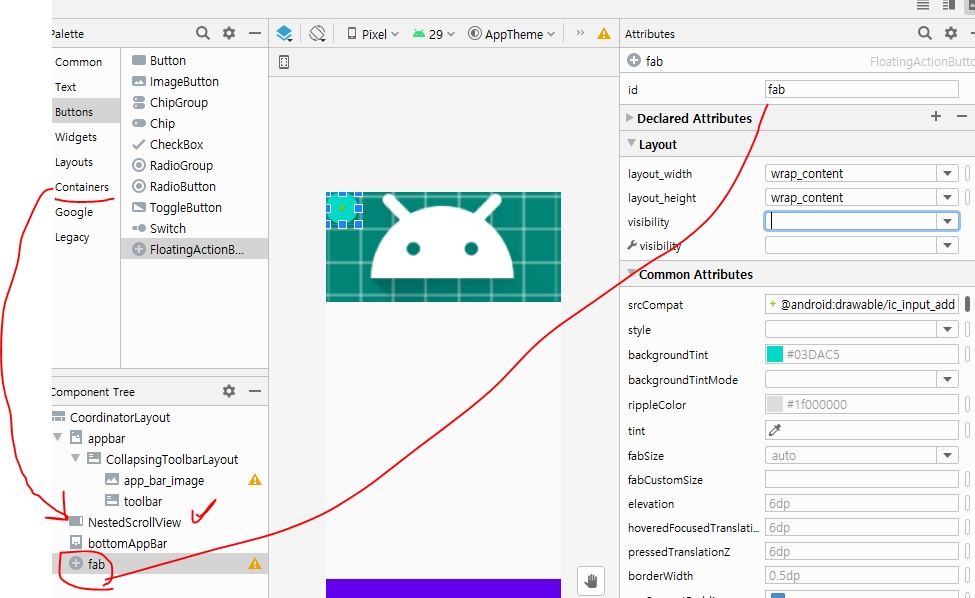 Palette
Pixel
29
AppTheme
Attributes
Common
Text
Buttons
Widgets
Layouts
Containers
Google
Legacy
Button
ImageButton
ChipGroup
Chip
CheckBox
RadioGroup
RadioButton
ToggleButton
Switch
FloatingActionB...
Component Tree
CoordinatorLayout
appbar
CollapsingToolbarLayout
app_bar_image
toolbar
NestedScrollView
bottomAppBar
fab
fab FloatingActionButto
id fab
Declared Attributes
Layout
layout_width wrap_content
layout_height wrap_content
visibility
visibility
Common Attributes
srcCompat @android:drawable/ic_input_add
style
backgroundTint #03DAC5
backgroundTintMode
rippleColor #1f000000
tint
fabSize auto
fabCustomSize
elevation 6dp
hoveredFocusedTranslati... 6dp
pressedTranslationZ 6dp
borderWidth 0.5dp